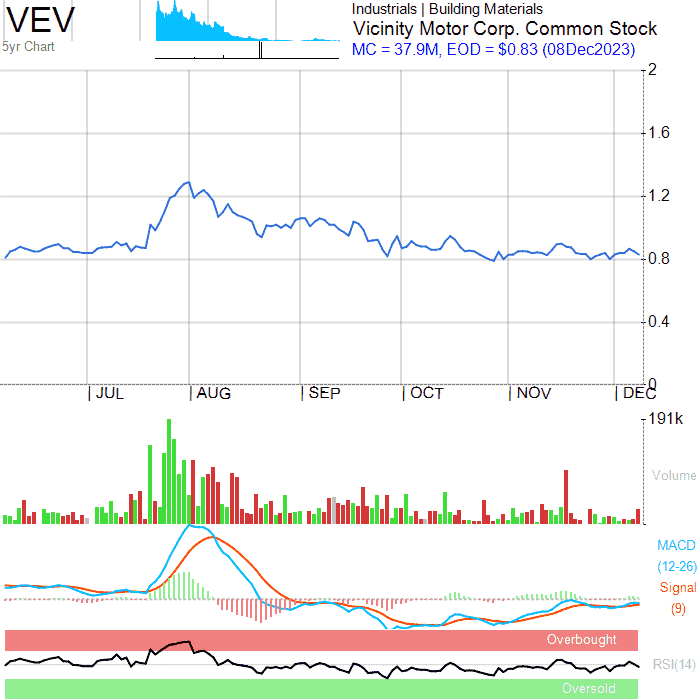 VEV
5yr Chart
Industrials | Building Materials
Vicinity Motor Corp. Common Stock
MC = 37.9M, EOD = $0.83 (08Dec2023)
2
1.6
1.2
0.8
0.4
0
JUL AUG SEP OCT NOV DEC
191k
Volume
MACD
(12-26)
Signal
(9)
Overbought
RSI(14)
Oversold